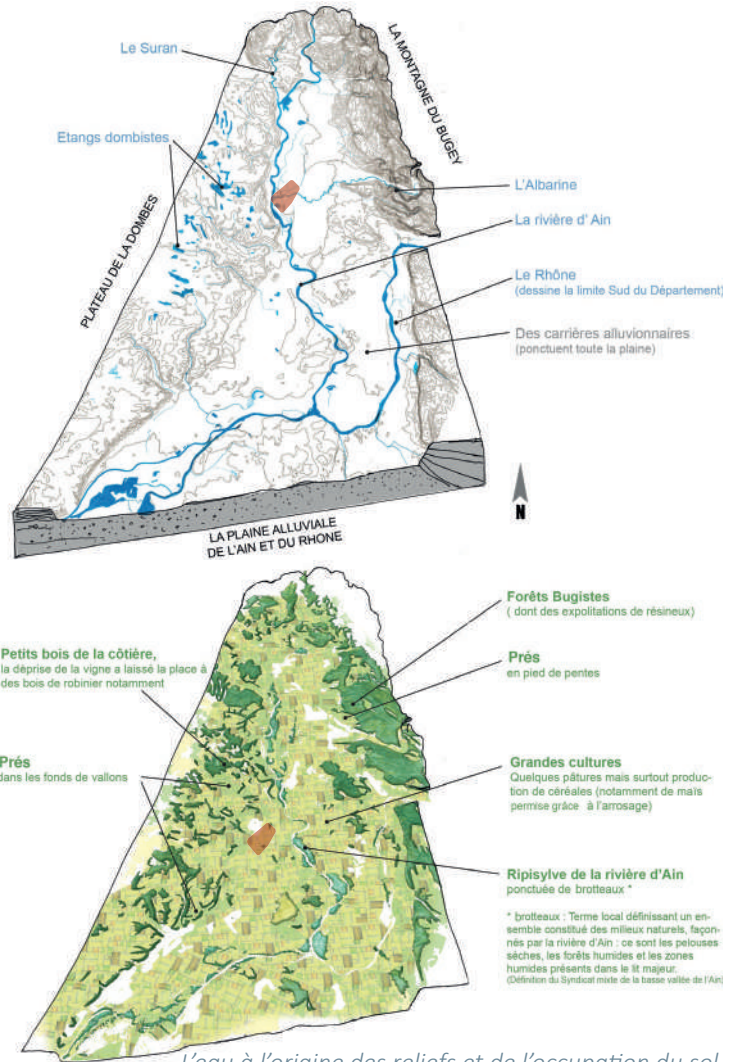 Le Suran
LA MONTAGNE DU BUGEY
Etangs dombistes
L'Albarine
La rivière d' Ain
PLATEAU DE LA DOMBES
Le Rhône
(dessine la limite Sud du Département)
Des carrières alluvionnaires
(ponctuent toute la plaine)
N
LA PLAINE ALLUVIALE
DE L'AIN ET DU RHONE
Forêts Bugistes
( dont des expolitations de résineux)
Petits bois de la côtière,
la déprise de la vigne a laissé la place à
des bois de robinier notamment
Prés
en pied de pentes
Prés
dans les fonds de vallons
Grandes cultures
Quelques pâtures mais surtout produc-
tion de céréales (notamment de maïs
permise grâce à l'arrosage)
Ripisylve de la rivière d'Ain
ponctuée de brotteaux *
* brotteaux : Terme local définissant un en-
semble constitué des milieux naturels, façon-
nés par la rivière d'Ain : ce sont les pelouses
sèches, les forêts humides et les zones
humides présents dans le lit majeur.
(Définition du Syndicat mixte de la basse vallée de l'Ain)
L'eau à l'origine des reliefs et de l'occupation du sol